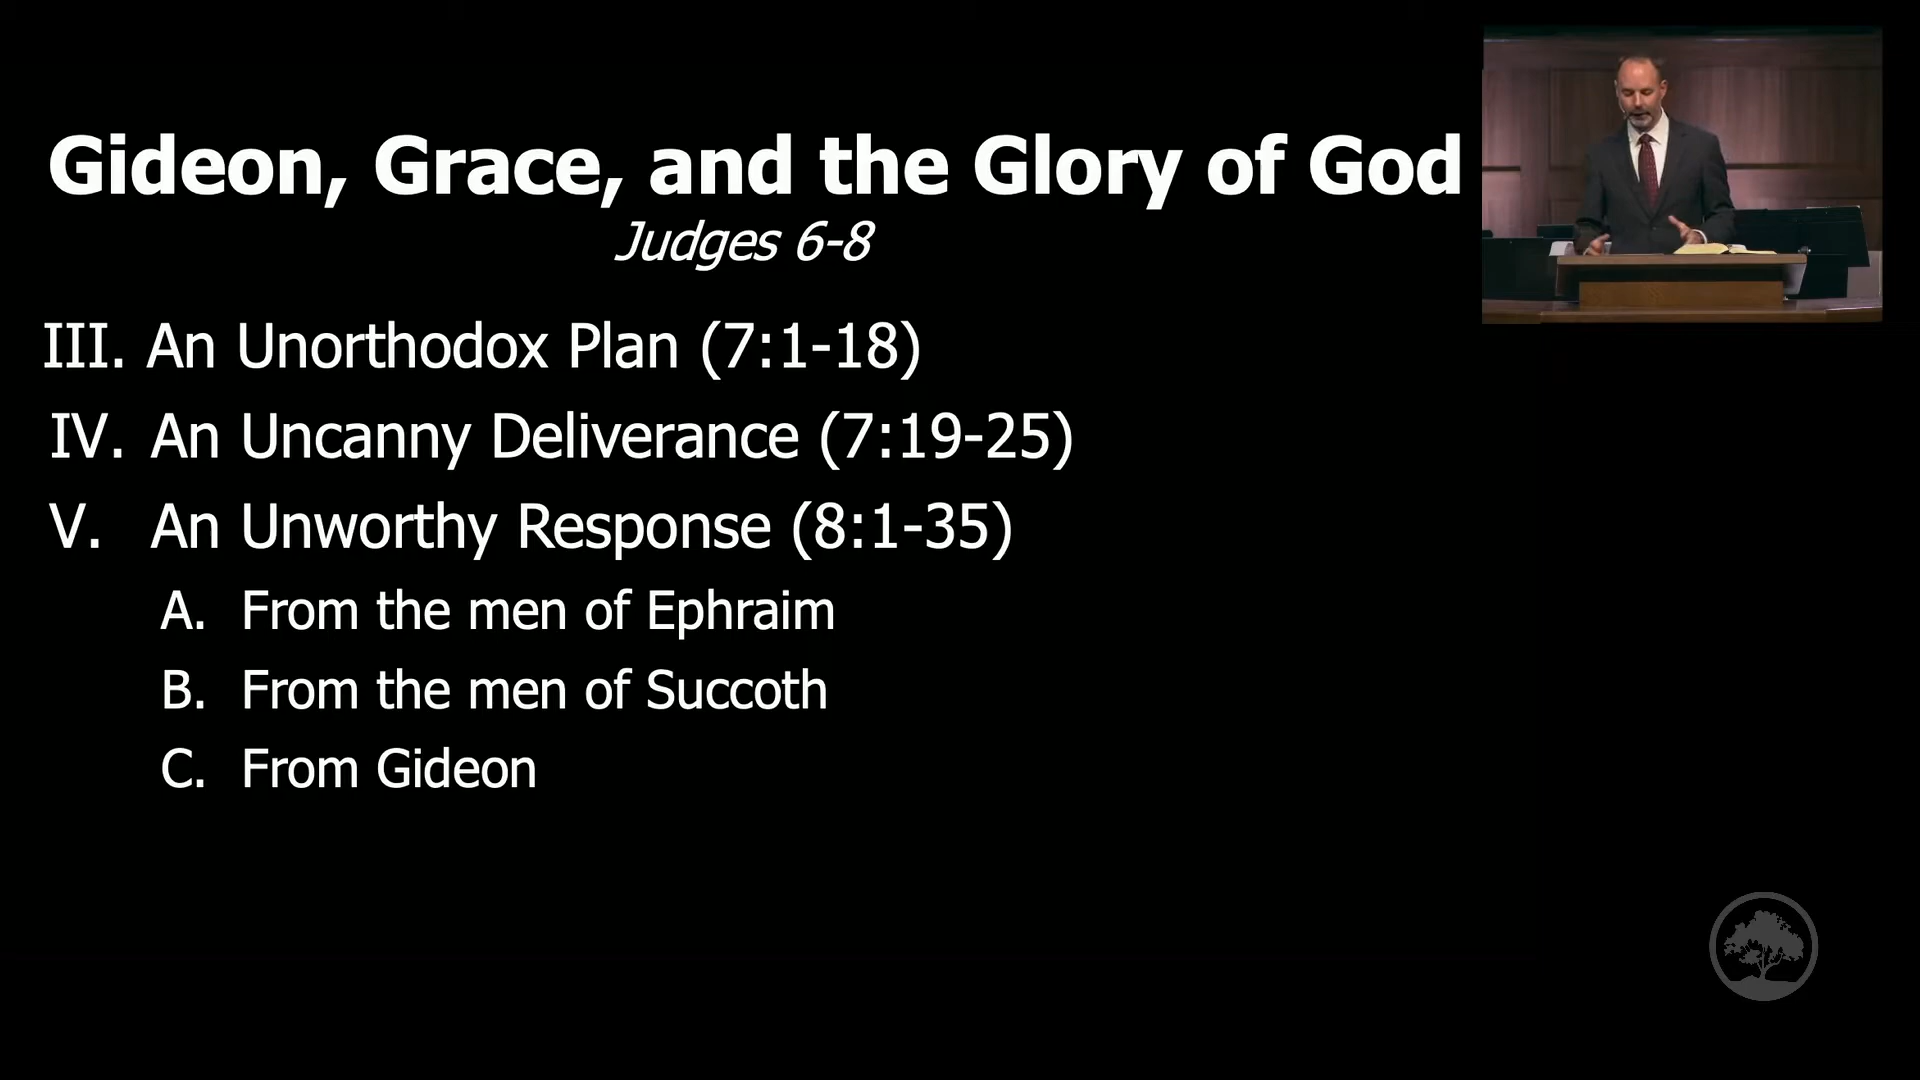 Gideon, Grace, and the Glory of God
Judges 6-8
III. An Unorthodox Plan (7:1-18)
IV. An Uncanny Deliverance (7:19-25)
V. An Unworthy Response (8:1-35)
A. From the men of Ephraim
B. From the men of Succoth
C. From Gideon